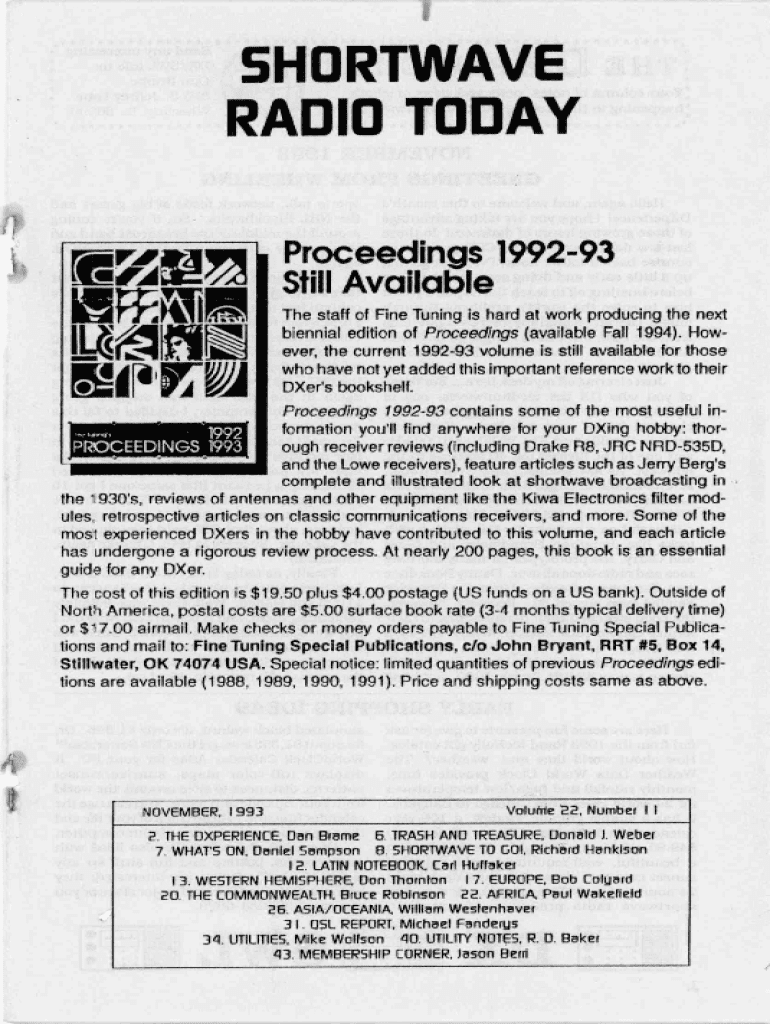 SHORTWAVE
RADIO TODAY
Proceedings 1992-93
Still Available
The staff of Fine Tuning is hard at work producing the next
biennial edition of Proceedings (available Fall 1994). How-
ever, the current 1992-93 volume is still available for those
who have not yet added this important reference work to their
DXer's bookshelf.
Proceedings 1992-93 contains some of the most useful in-
formation you'll find anywhere for your DXing hobby: thor-
ough receiver reviews (including Drake R8, JRC NRD-535D,
and the Lowe receivers), feature articles such as Jerry Berg's
complete and illustrated look at shortwave broadcasting in
the 1930's, reviews of antennas and other equipment like the Kiwa Electronics filter mod-
ules, retrospective articles on classic communications receivers, and more. Some of the
most experienced DXers in the hobby have contributed to this volume, and each article
has undergone a rigorous review process. At nearly 200 pages, this book is an essential
guide for any DXer.
The cost of this edition is $19.50 plus $4.00 postage (US funds on a US bank). Outside of
North America, postal costs are $5.00 surface book rate (3-4 months typical delivery time)
or $17.00 airmail. Make checks or money orders payable to Fine Tuning Special Publica-
tions and mail to: Fine Tuning Special Publications, c/o John Bryant, RRT #5, Box 14,
Stillwater, OK 74074 USA. Special notice: limited quantities of previous Proceedings edi-
tions are available (1988, 1989, 1990, 1991). Price and shipping costs same as above.
1992
PROCEEDINGS 1993
NOVEMBER, 1993 Volume 22, Number 11
2. THE DXPERIENCE, Dan Brame 6. TRASH AND TREASURE, Donald J. Weber
7. WHAT'S ON, Daniel Sampson 8. SHORTWAVE TO GO!, Richard Hankison
12. LATIN NOTEBOOK, Carl Huffaker
13. WESTERN HEMISPHERE, Don Thornton 17. EUROPE, Bob Colyard
20. THE COMMONWEALTH, Bruce Robinson 22. AFRICA, Paul Wakefield
26. ASIA/OCEANIA, William Westenhaver
31. QSL REPORT, Michael Fanderys
34. UTILITIES, Mike Wolfson 40. UTILITY NOTES, R. D. Baker
43. MEMBERSHIP CORNER, Jason Berri